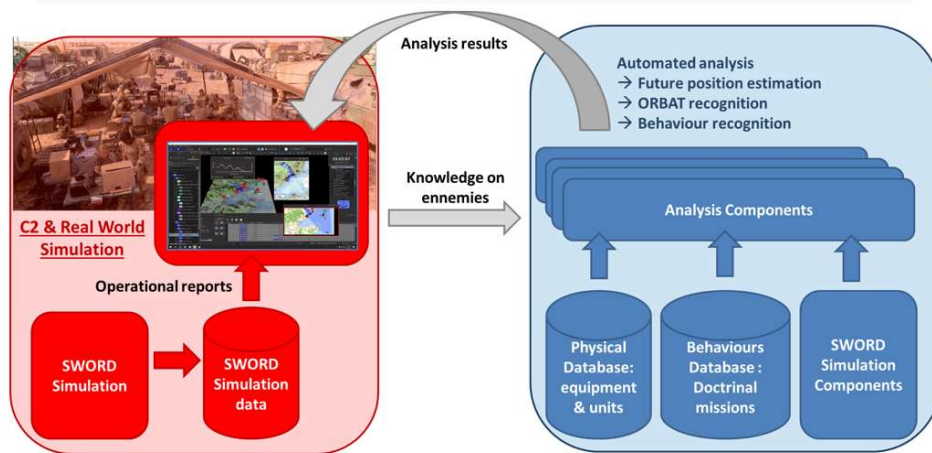 Analysis results
Automated analysis
→ Future position estimation
→ ORBAT recognition
→ Behaviour recognition
Knowledge on
ennemies
Analysis Components
C2 & Real World
Simulation
Operational reports
SWORD
Simulation
SWORD
Simulation
data
Physical
Database:
equipment
& units
Behaviours
Database :
Doctrinal
missions
SWORD
Simulation
Components